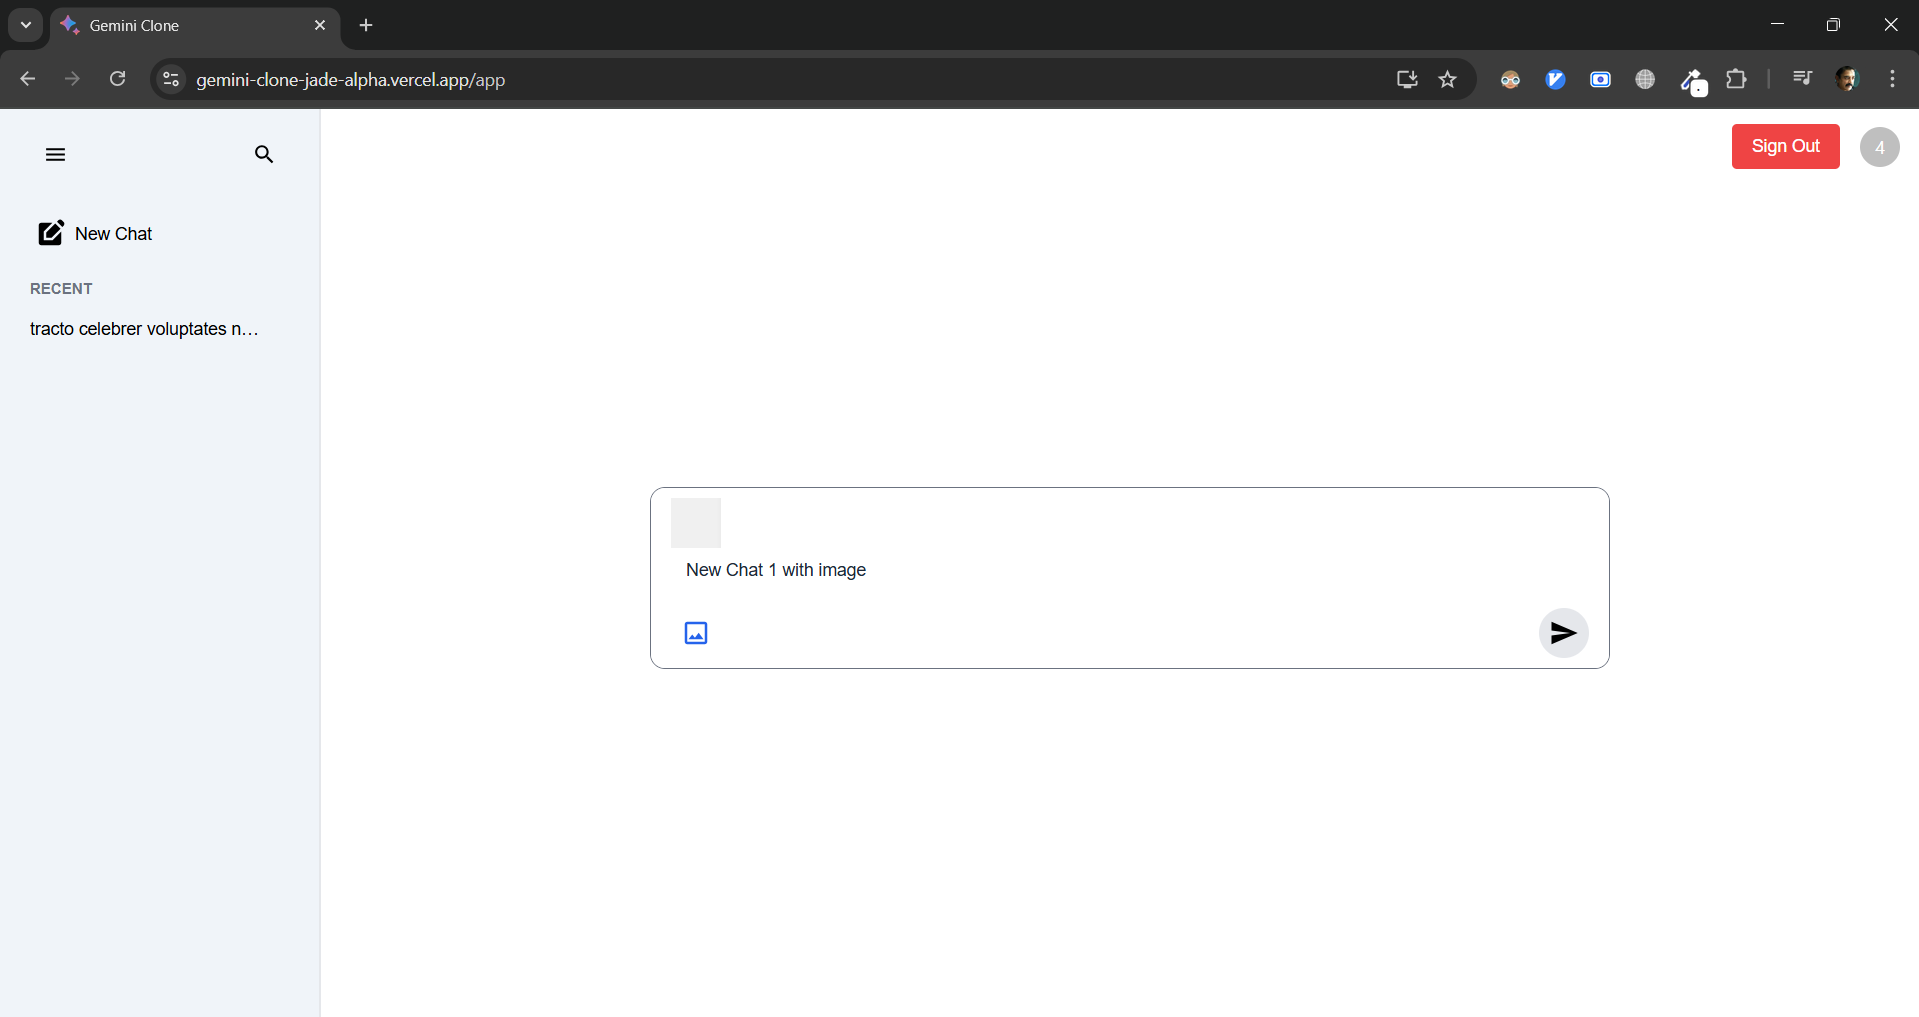 Gemini Clone
gemini-clone-jade-alpha.vercel.app/app
Sign Out
4
New Chat
RECENT
tracto celebrer voluptates n...
New Chat 1 with image